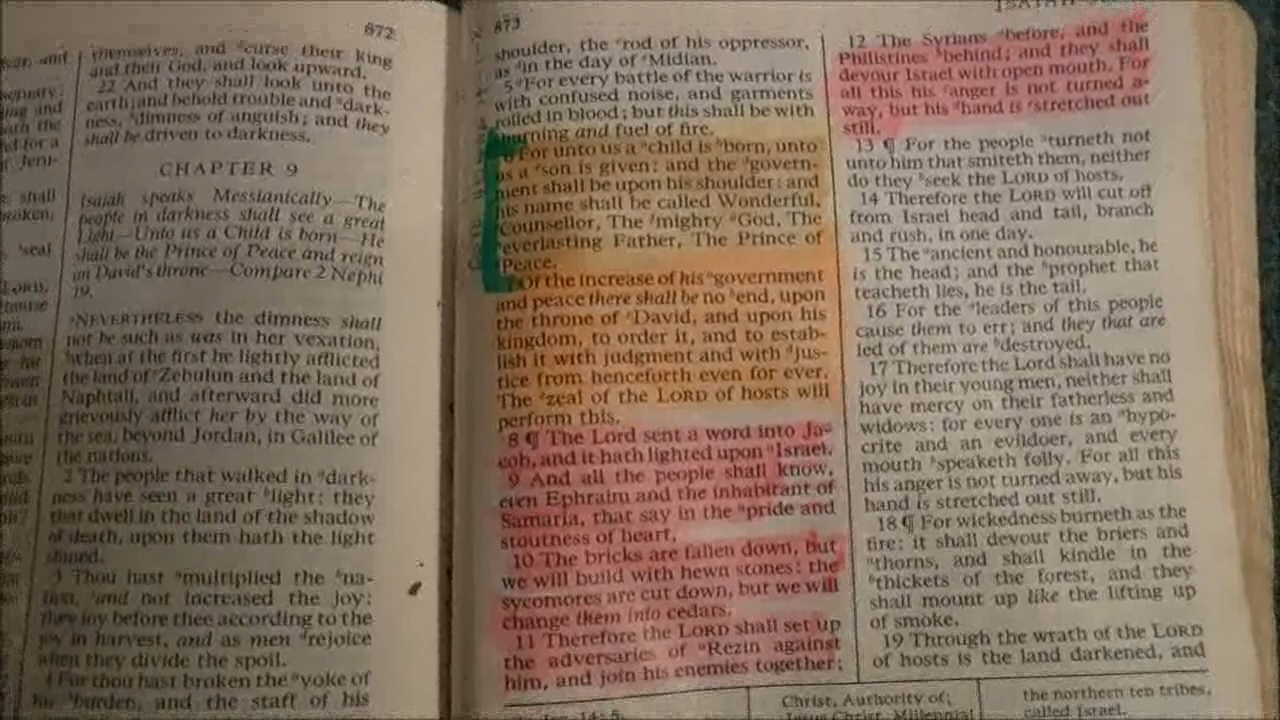 872
themselves, and curse their king
and their God, and look upward.
22 And they shall look unto the
earth; and behold trouble and dark-
ness, dimness of anguish; and they
shall be driven to darkness.
CHAPTER 9
Isaiah speaks Messianically—The
people in darkness shall see a great
Light—Unto us a Child is born—He
shall be the Prince of Peace and reign
on David's throne—Compare 2 Nephi
19.
NEVERTHELESS the dimness shall
not be such as was in her vexation,
when at the first he lightly afflicted
the land of Zebulun and the land of
Naphtali, and afterward did more
grievously afflict her by the way of
the sea, beyond Jordan, in Galilee of
the nations.
2 The people that walked in dark-
ness have seen a great light: they
that dwell in the land of the shadow
of death, upon them hath the light
shined.
3 Thou hast multiplied the na-
tion, and not increased the joy:
they joy before thee according to the
joy in harvest, and as men rejoice
when they divide the spoil.
4 For thou hast broken the yoke of
his burden, and the staff of his
873
shoulder, the rod of his oppressor,
as in the day of Midian.
5 For every battle of the warrior is
with confused noise, and garments
rolled in blood; but this shall be with
burning and fuel of fire.
6 For unto us a child is born, unto
us a son is given: and the govern-
ment shall be upon his shoulder: and
his name shall be called Wonderful,
Counsellor, The mighty God, The
everlasting Father, The Prince of
Peace.
7 Of the increase of his government
and peace there shall be no end, upon
the throne of David, and upon his
kingdom, to order it, and to estab-
lish it with judgment and with jus-
tice from henceforth even for ever.
The zeal of the LORD of hosts will
perform this.
8 ¶ The Lord sent a word into Ja-
cob, and it hath lighted upon Israel.
9 And all the people shall know,
even Ephraim and the inhabitant of
Samaria, that say in the pride and
stoutness of heart,
10 The bricks are fallen down, but
we will build with hewn stones: the
sycomores are cut down, but we will
change them into cedars.
11 Therefore the LORD shall set up
the adversaries of Rezin against
him, and join his enemies together;
ISAIAH
12 The Syrians before, and the
Philistines behind; and they shall
devour Israel with open mouth. For
all this his anger is not turned a-
way, but his hand is stretched out
still.
13 ¶ For the people turneth not
unto him that smiteth them, neither
do they seek the LORD of hosts.
14 Therefore the LORD will cut off
from Israel head and tail, branch
and rush, in one day.
15 The ancient and honourable, he
is the head; and the prophet that
teacheth lies, he is the tail.
16 For the leaders of this people
cause them to err; and they that are
led of them are destroyed.
17 Therefore the Lord shall have no
joy in their young men, neither shall
have mercy on their fatherless and
widows: for every one is an hypo-
crite and an evildoer, and every
mouth speaketh folly. For all this
his anger is not turned away, but his
hand is stretched out still.
18 ¶ For wickedness burneth as the
fire: it shall devour the briers and
thorns, and shall kindle in the
thickets of the forest, and they
shall mount up like the lifting up
of smoke.
19 Through the wrath of the LORD
of hosts is the land darkened, and
Christ, Authority of;
Jesus Christ, Millennial
the northern ten tribes,
called Israel.